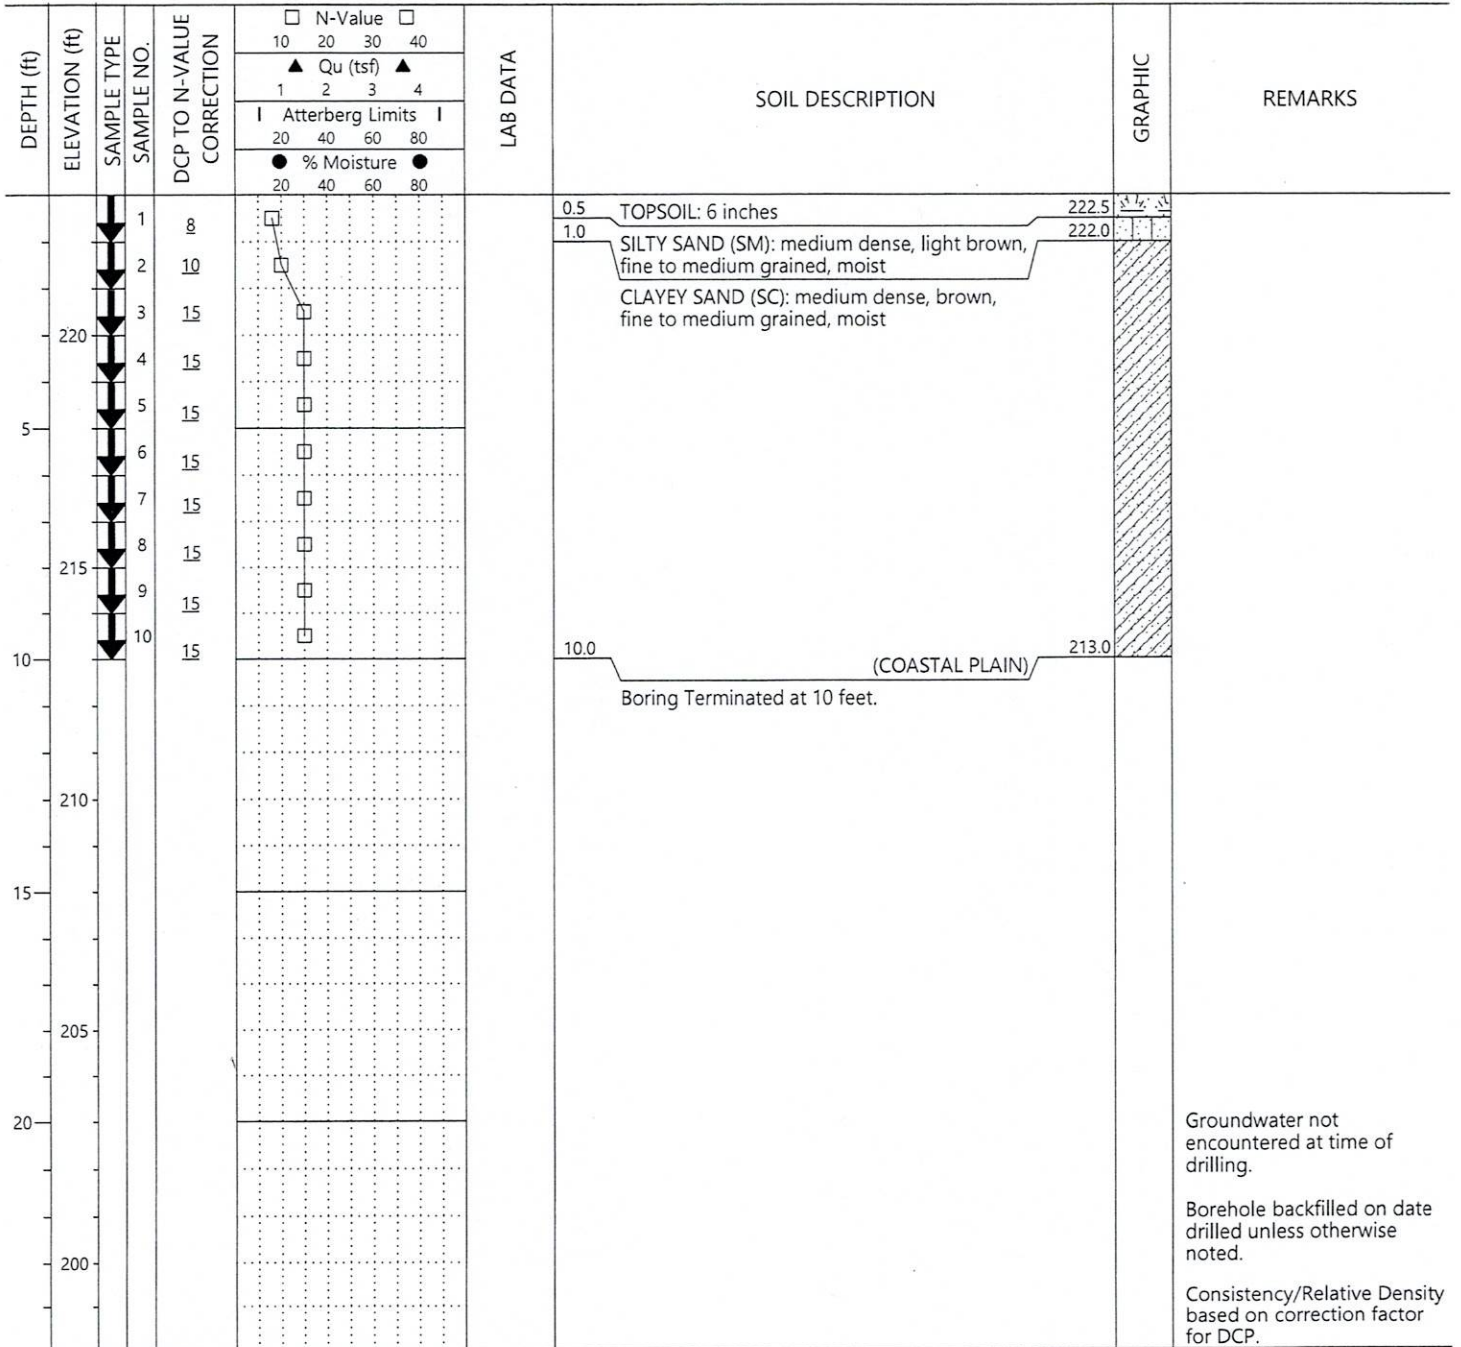 DEPTH (ft)
ELEVATION (ft)
SAMPLE TYPE
SAMPLE NO.
DCP TO N-VALUE
CORRECTION
N-Value
10 20 30 40
Qu (tsf)
1 2 3 4
Atterberg Limits
20 40 60 80
% Moisture
20 40 60 80
LAB DATA
SOIL DESCRIPTION
GRAPHIC
REMARKS
1 8
0.5 TOPSOIL: 6 inches 222.5
1.0 SILTY SAND (SM): medium dense, light brown, 222.0
fine to medium grained, moist
2 10
CLAYEY SAND (SC): medium dense, brown,
fine to medium grained, moist
3 15
220
4 15
5 15
5
6 15
7 15
8 15
215
9 15
10 15
10
10.0 (COASTAL PLAIN) 213.0
Boring Terminated at 10 feet.
210
15
205
20
200
Groundwater not
encountered at time of
drilling.
Borehole backfilled on date
drilled unless otherwise
noted.
Consistency/Relative Density
based on correction factor
for DCP.